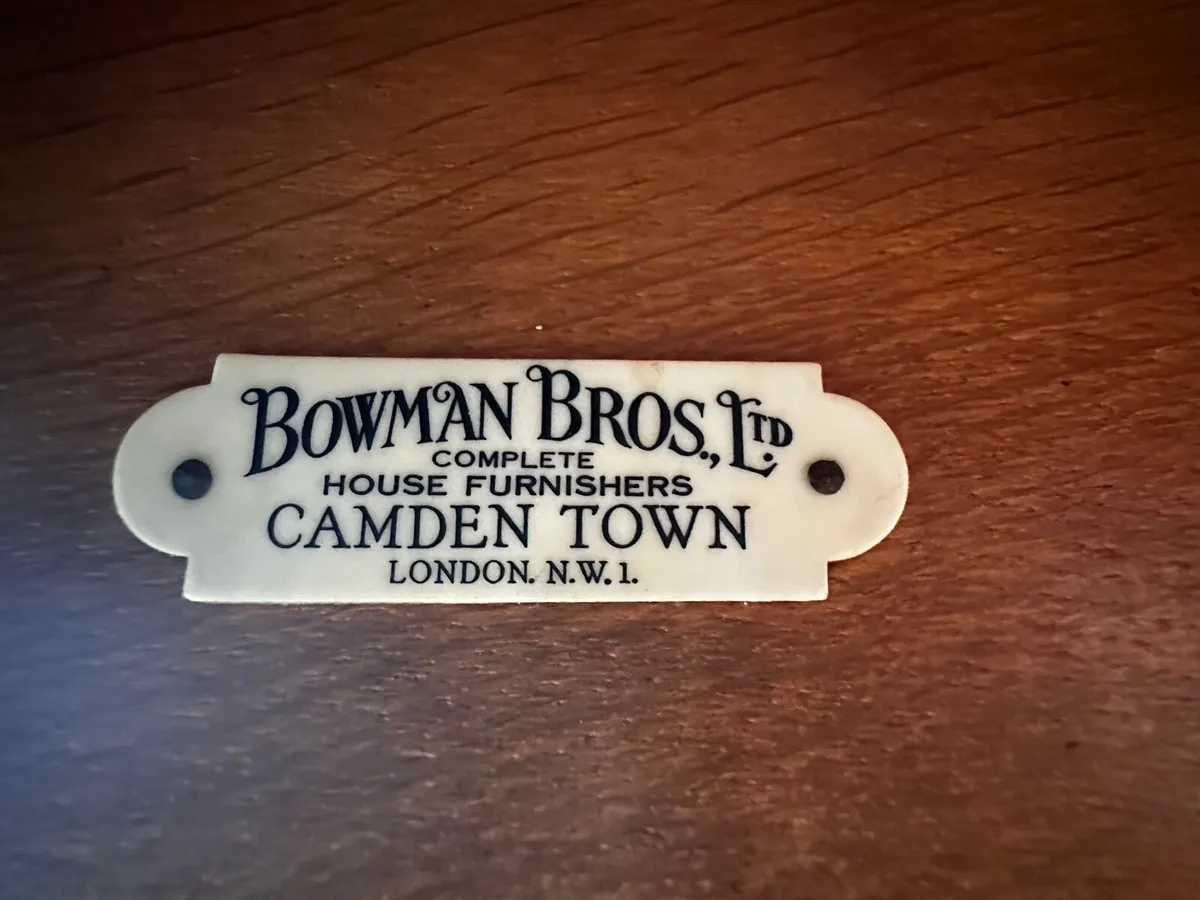 BOWMAN BROS., LTD.
COMPLETE
HOUSE FURNISHERS
CAMDEN TOWN
LONDON. N.W. 1.